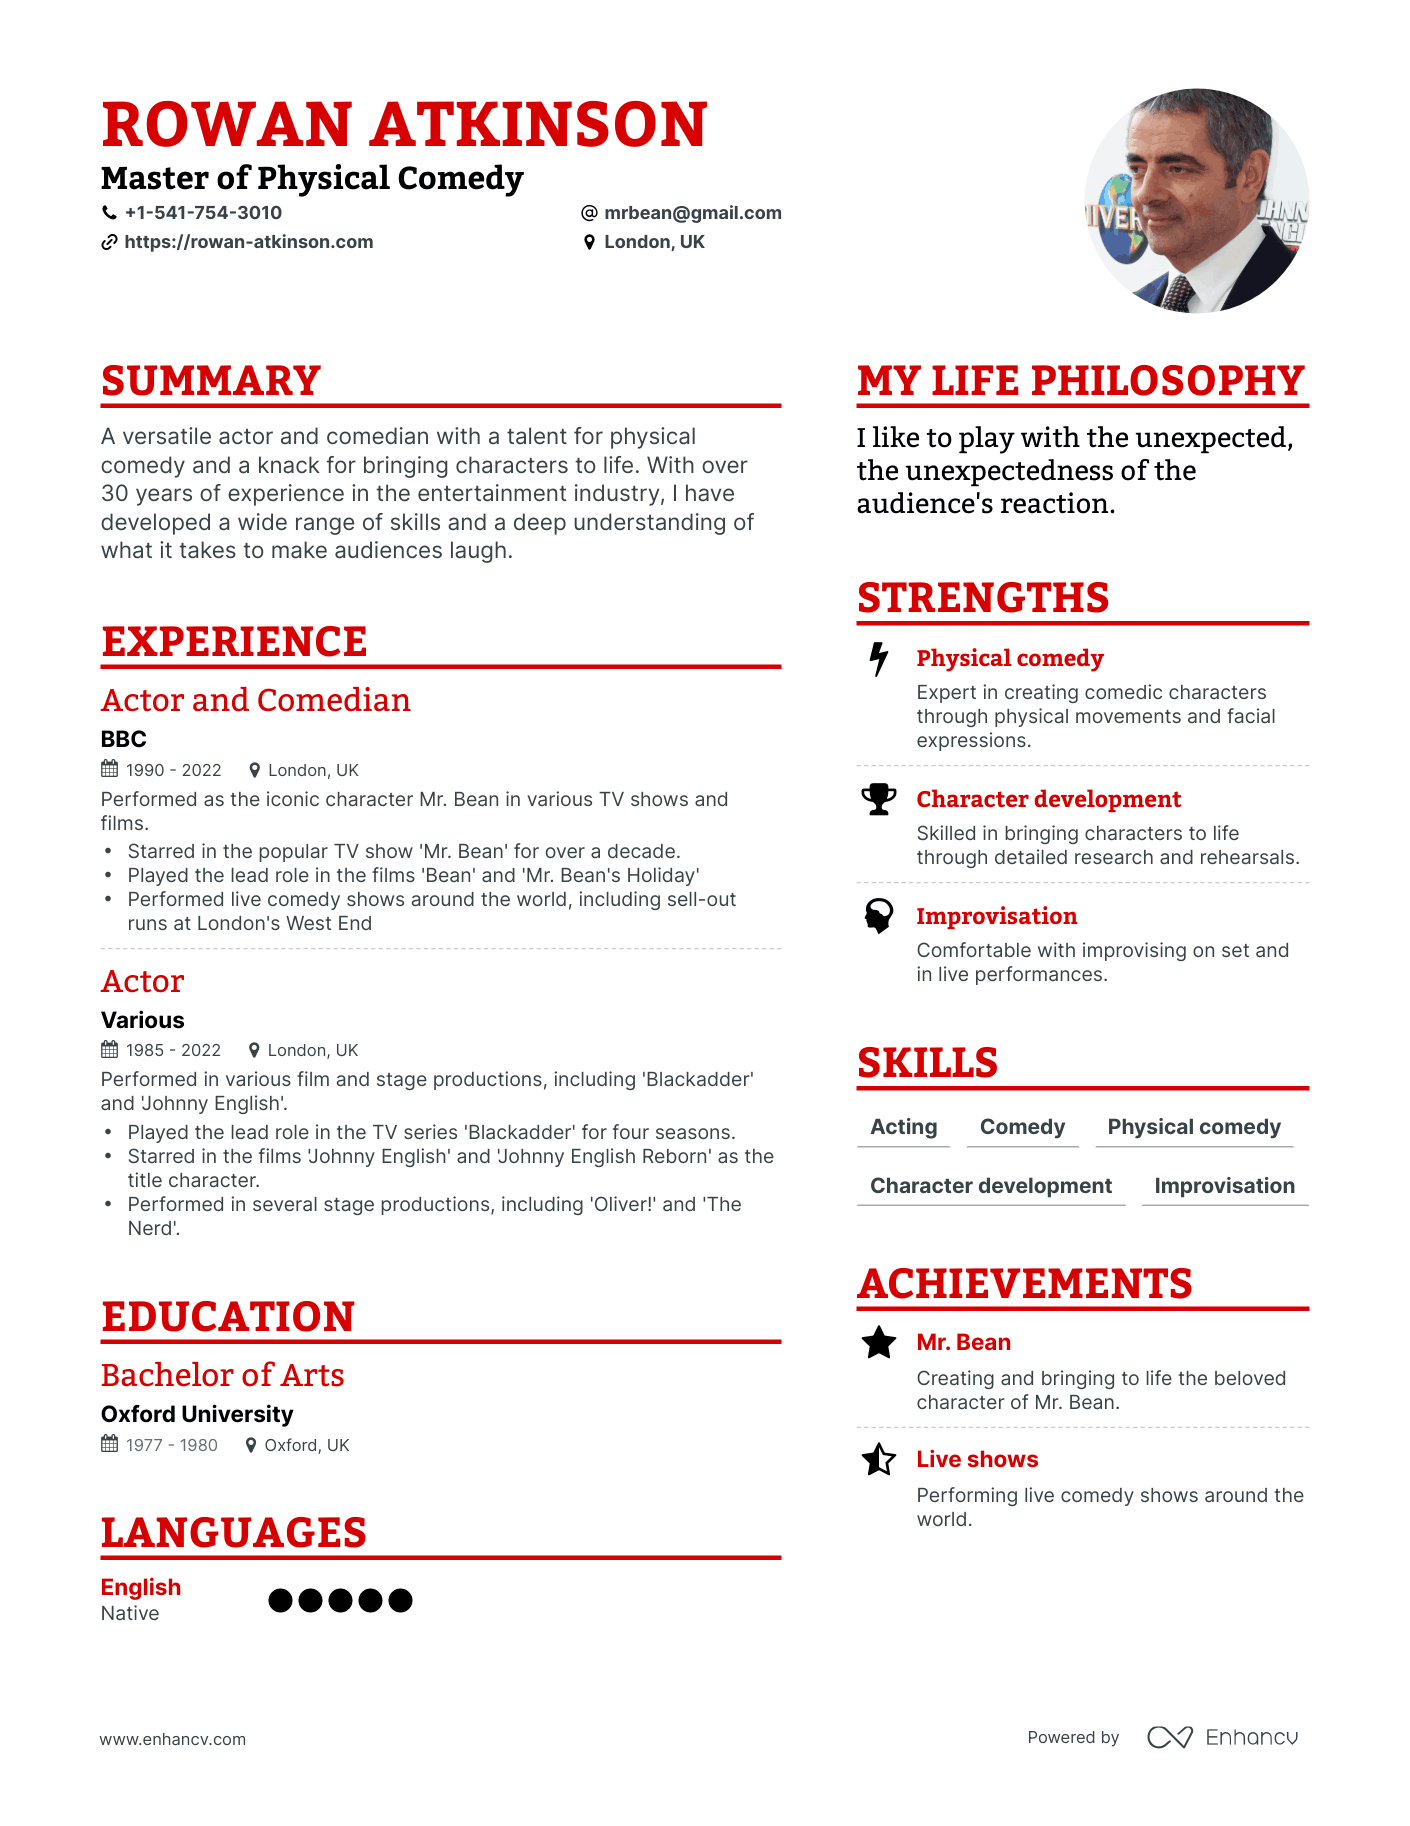 ROWAN ATKINSON
Master of Physical Comedy
+1-541-754-3010
mrbean@gmail.com
https://rowan-atkinson.com
London, UK
SUMMARY
A versatile actor and comedian with a talent for physical
comedy and a knack for bringing characters to life. With over
30 years of experience in the entertainment industry, I have
developed a wide range of skills and a deep understanding of
what it takes to make audiences laugh.
EXPERIENCE
Actor and Comedian
BBC
1990 - 2022 London, UK
Performed as the iconic character Mr. Bean in various TV shows and
films.
• Starred in the popular TV show 'Mr. Bean' for over a decade.
• Played the lead role in the films 'Bean' and 'Mr. Bean's Holiday'
• Performed live comedy shows around the world, including sell-out
runs at London's West End
Actor
Various
1985 - 2022 London, UK
Performed in various film and stage productions, including 'Blackadder'
and 'Johnny English'.
• Played the lead role in the TV series 'Blackadder' for four seasons.
• Starred in the films 'Johnny English' and 'Johnny English Reborn' as the
title character.
• Performed in several stage productions, including 'Oliver!' and 'The
Nerd'.
EDUCATION
Bachelor of Arts
Oxford University
1977 - 1980 Oxford, UK
LANGUAGES
English
Native
MY LIFE PHILOSOPHY
I like to play with the unexpected,
the unexpectedness of the
audience's reaction.
STRENGTHS
Physical comedy
Expert in creating comedic characters
through physical movements and facial
expressions.
Character development
Skilled in bringing characters to life
through detailed research and rehearsals.
Improvisation
Comfortable with improvising on set and
in live performances.
SKILLS
Acting Comedy Physical comedy
Character development Improvisation
ACHIEVEMENTS
Mr. Bean
Creating and bringing to life the beloved
character of Mr. Bean.
Live shows
Performing live comedy shows around the
world.
www.enhancv.com
Powered by Enhancv